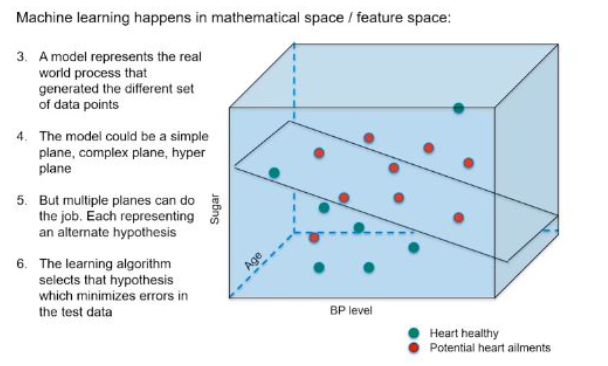 Machine learning happens in mathematical space / feature space:
3. A model represents the real
world process that
generated the different set
of data points
4. The model could be a simple
plane, complex plane, hyper
plane
5. But multiple planes can do
the job. Each representing
an alternate hypothesis
6. The learning algorithm
selects that hypothesis
which minimizes errors in
the test data
Sugar
Age
BP level
Heart healthy
Potential heart ailments